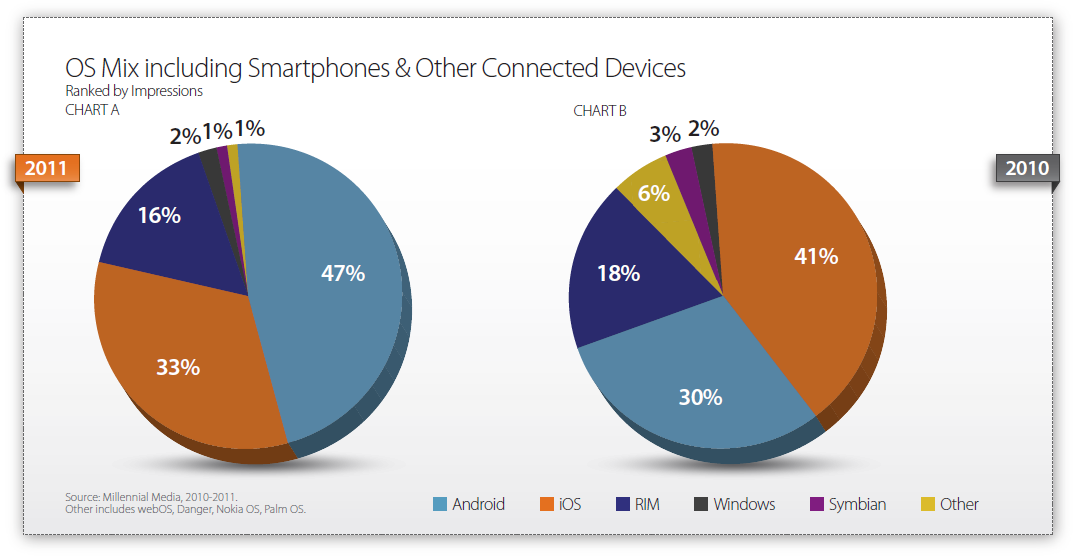 OS Mix including Smartphones & Other Connected Devices
Ranked by Impressions
CHART A
CHART B
2011
2010
2% 1% 1%
16%
47%
33%
3% 2%
6%
41%
18%
30%
Source: Millennial Media, 2010-2011.
Other includes webOS, Danger, Nokia OS, Palm OS.
Android iOS RIM Windows Symbian Other